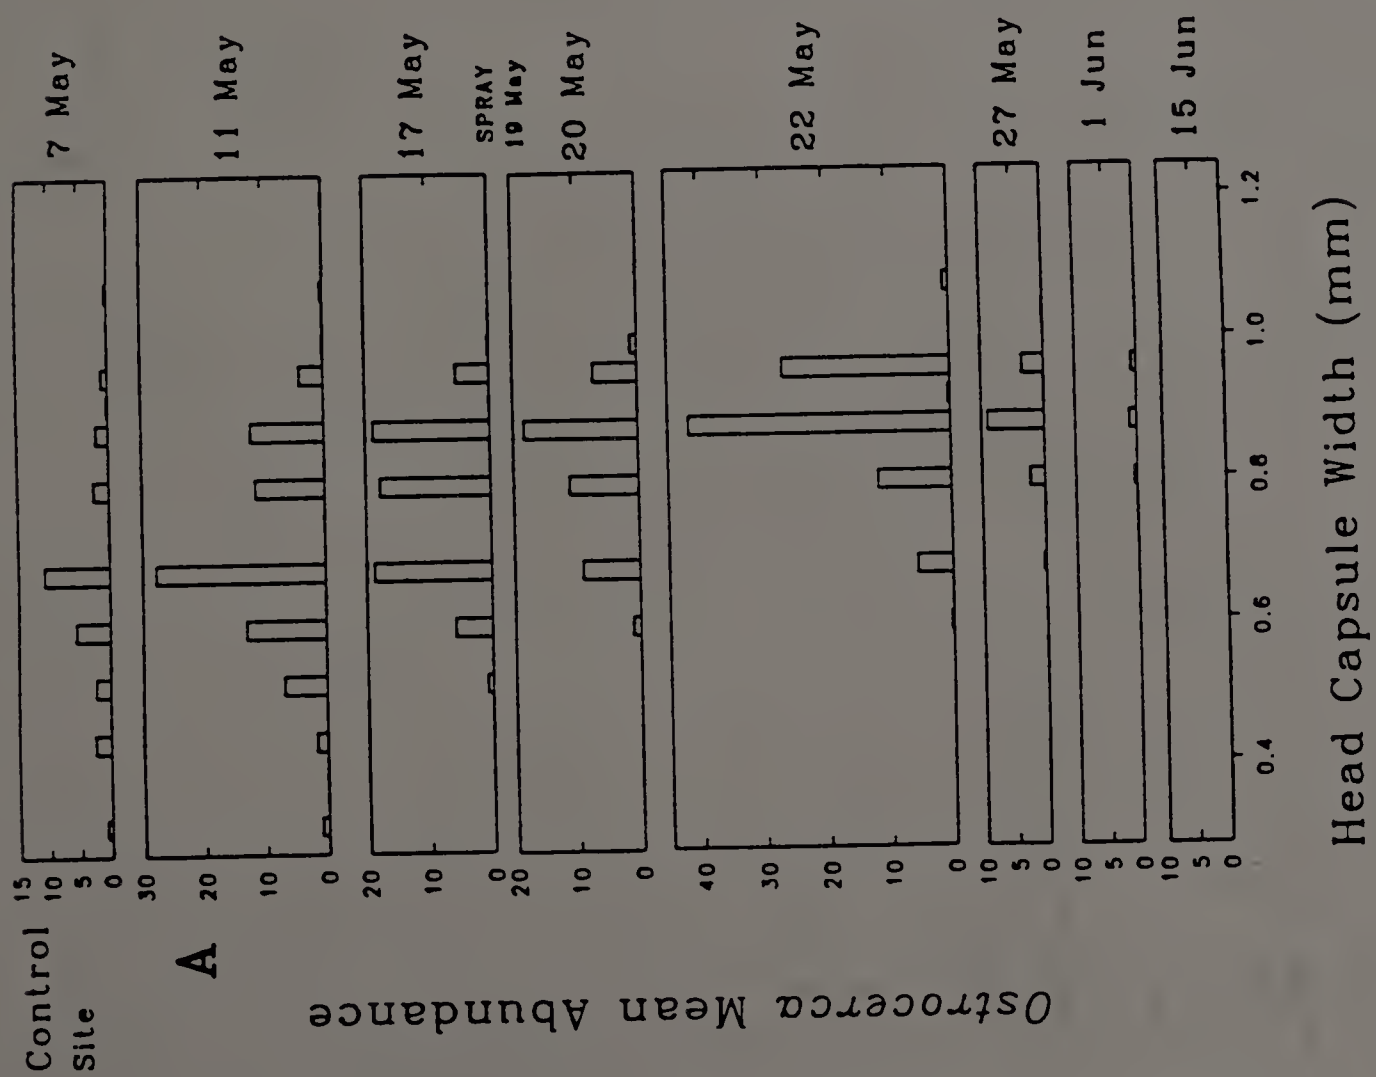 Control
Site
A
Ostrocerca Mean Abundance
15
10
5
0
7 May
30
20
10
0
11 May
20
10
0
17 May
SPRAY
19 May
20
10
0
20 May
40
30
20
10
0
22 May
10
5
0
27 May
10
5
0
1 Jun
10
5
0
15 Jun
0.4
0.6
0.8
1.0
1.2
Head Capsule Width (mm)